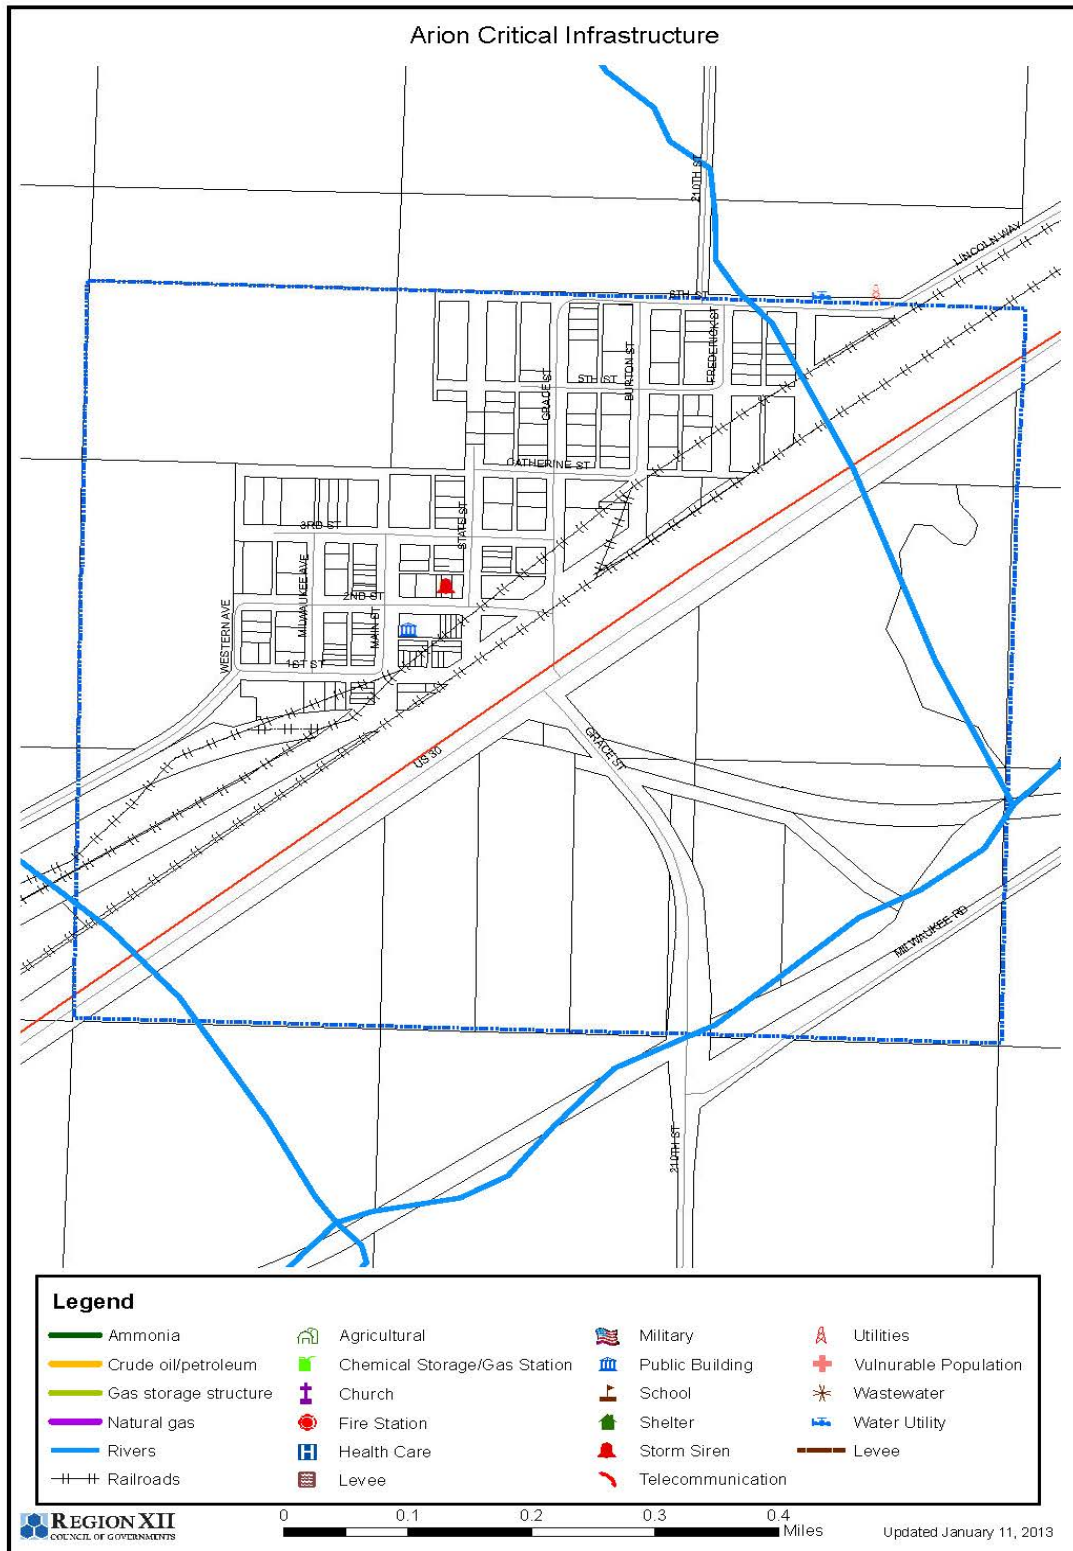 Arion Critical Infrastructure
210TH ST
LINCOLN WAY
6TH ST
FREDERICK ST
BURTON ST
5TH ST
GRACE ST
CATHERINE ST
STATE ST
3RD ST
MILWAUKEE AVE
2ND ST
MAIN ST
WESTERN AVE
1ST ST
US 30
GRACE ST
MILWAUKEE RD
210TH ST
Legend
Ammonia
Crude oil/petroleum
Gas storage structure
Natural gas
Rivers
Railroads
Agricultural
Chemical Storage/Gas Station
Church
Fire Station
Health Care
Levee
Military
Public Building
School
Shelter
Storm Siren
Telecommunication
Utilities
Vulnurable Population
Wastewater
Water Utility
Levee
REGION XII
COUNCIL OF GOVERNMENTS
0 0.1 0.2 0.3 0.4
Miles
Updated January 11, 2013